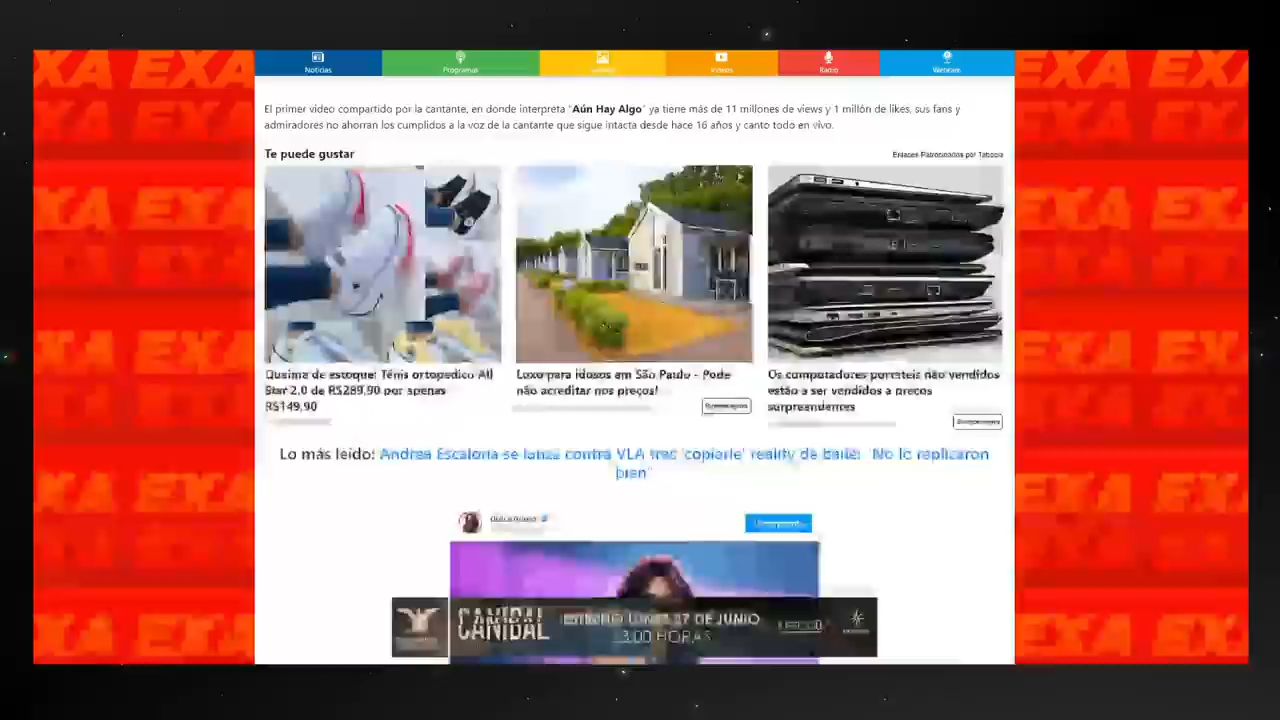 EXA EXA
Noticias
Programas
Videos
Radio
Webcam
El primer video compartido por la cantante, en donde interpreta "Aún Hay Algo" ya tiene más de 11 millones de views y 1 millón de likes, sus fans y
admiradores no ahorran los cumplidos a la voz de la cantante que sigue intacta desde hace 16 años y canto todo en vivo.
Te puede gustar
Enlaces Patrocinados por Taboola
Queima de estoque: Tênis ortopédico All
Star 2.0 de R$289,90 por apenas
R$149,90
Luxo para idosos em São Paulo - Pode
não acreditar nos preços!
Os computadores portáteis não vendidos
estão a ser vendidos a preços
surpreendentes
Lo más leído: Andrea Escalona se lanza contra VLA tras 'copiarle' reality de baile: "No lo replicaron
bien"
CANÍBAL
ESTRENO LUNES 27 DE JUNIO
HORAS